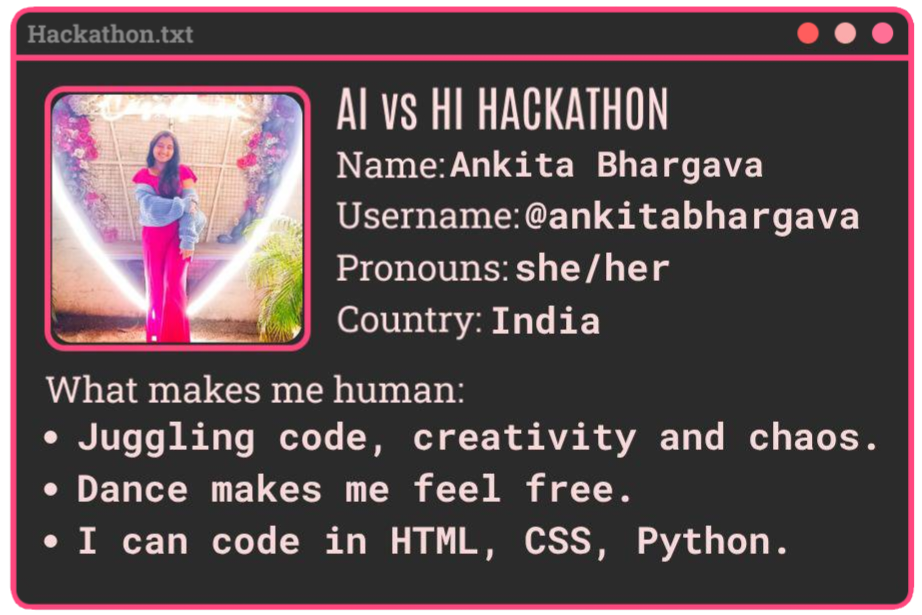 Hackathon.txt
AI vs HI HACKATHON
Name: Ankita Bhargava
Username: @ankitabhargava
Pronouns: she/her
Country: India
What makes me human:
• Juggling code, creativity and chaos.
• Dance makes me feel free.
• I can code in HTML, CSS, Python.